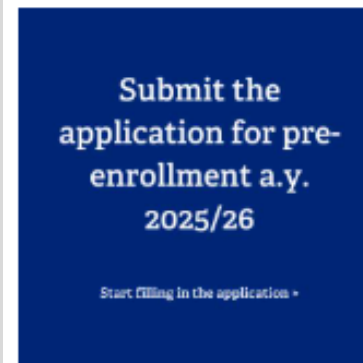 Submit the
application for pre-
enrollment a.y.
2025/26
Start filling in the application »